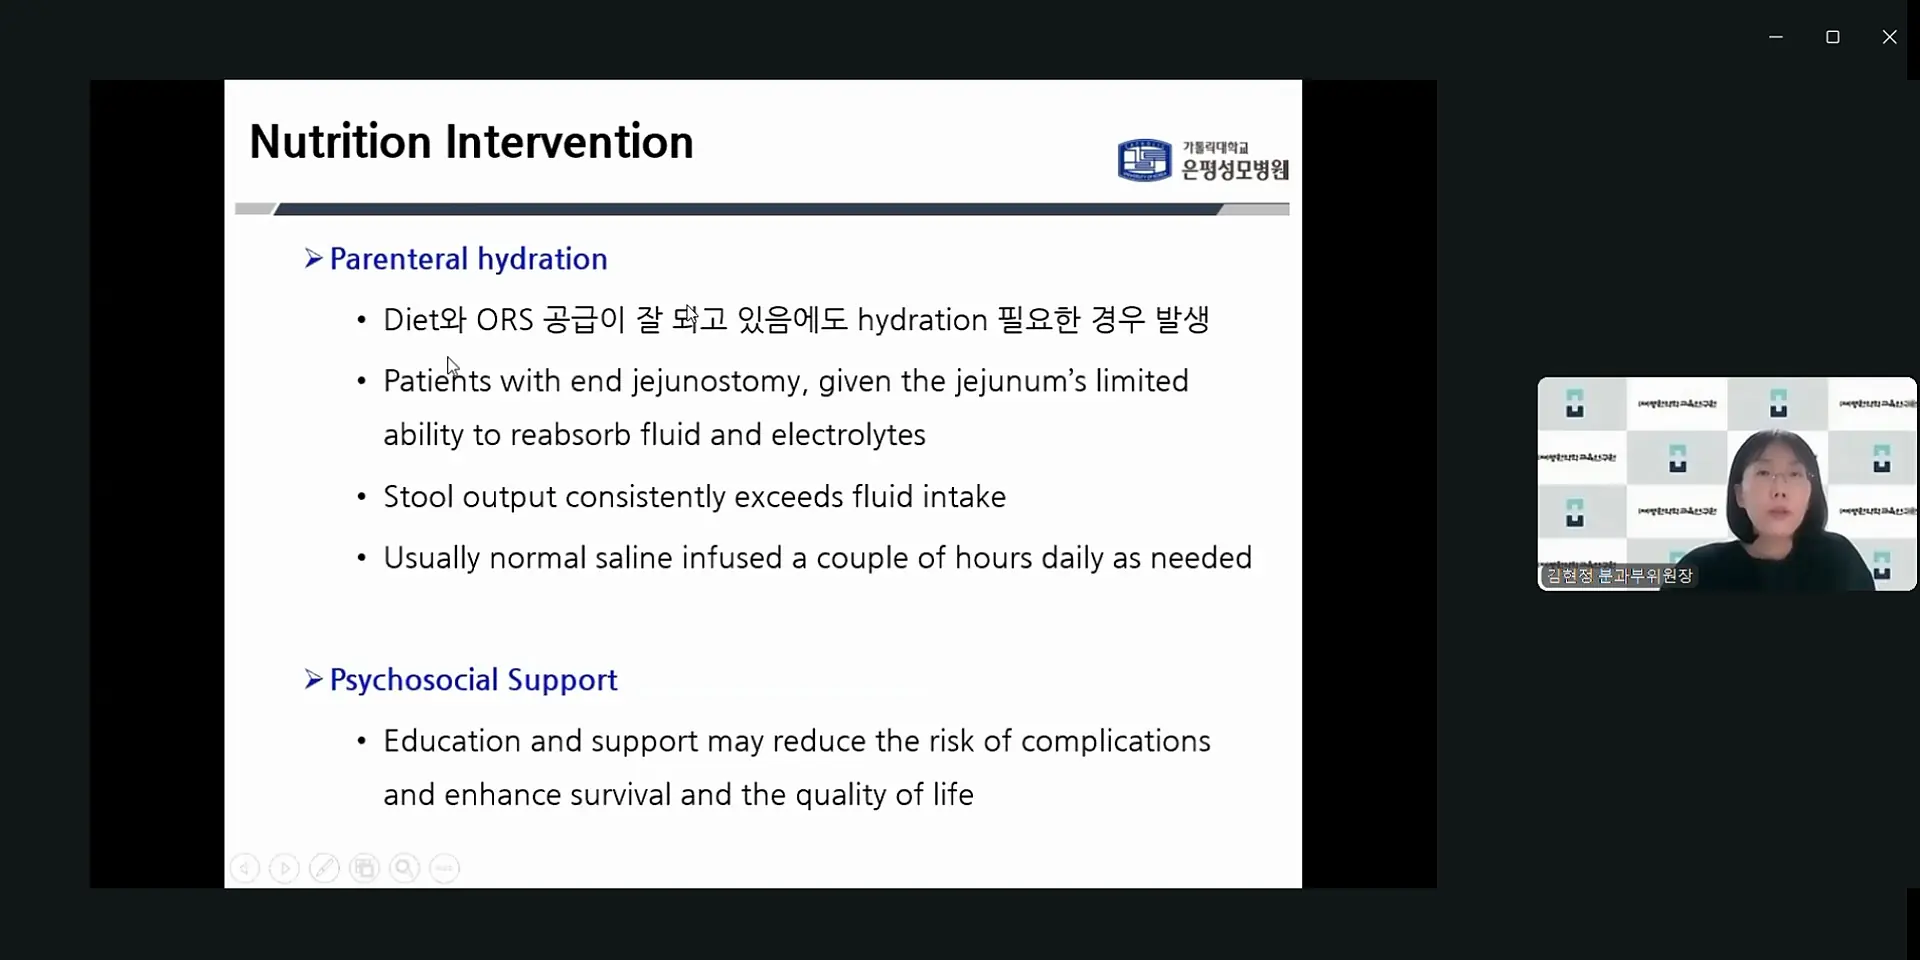 Nutrition Intervention
가톨릭대학교
은평성모병원
Parenteral hydration
• Diet와 ORS 공급이 잘 되고 있음에도 hydration 필요한 경우 발생
• Patients with end jejunostomy, given the jejunum’s limited
ability to reabsorb fluid and electrolytes
• Stool output consistently exceeds fluid intake
• Usually normal saline infused a couple of hours daily as needed
Psychosocial Support
• Education and support may reduce the risk of complications
and enhance survival and the quality of life
김현정 분과부위원장